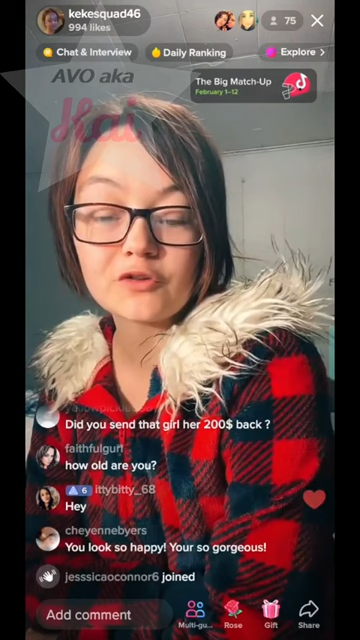 kekesquad46
994 likes
75
Chat & Interview
Daily Ranking
Explore >
AVO aka
Kai
The Big Match-Up
February 1–12
Did you send that girl her 200$ back ?
faithfulgurl
how old are you?
6 ittybitty_68
Hey
cheyennebyers
You look so happy! Your so gorgeous!
jesssicaoconnor6 joined
Add comment
Multi-gu...
Rose
Gift
Share